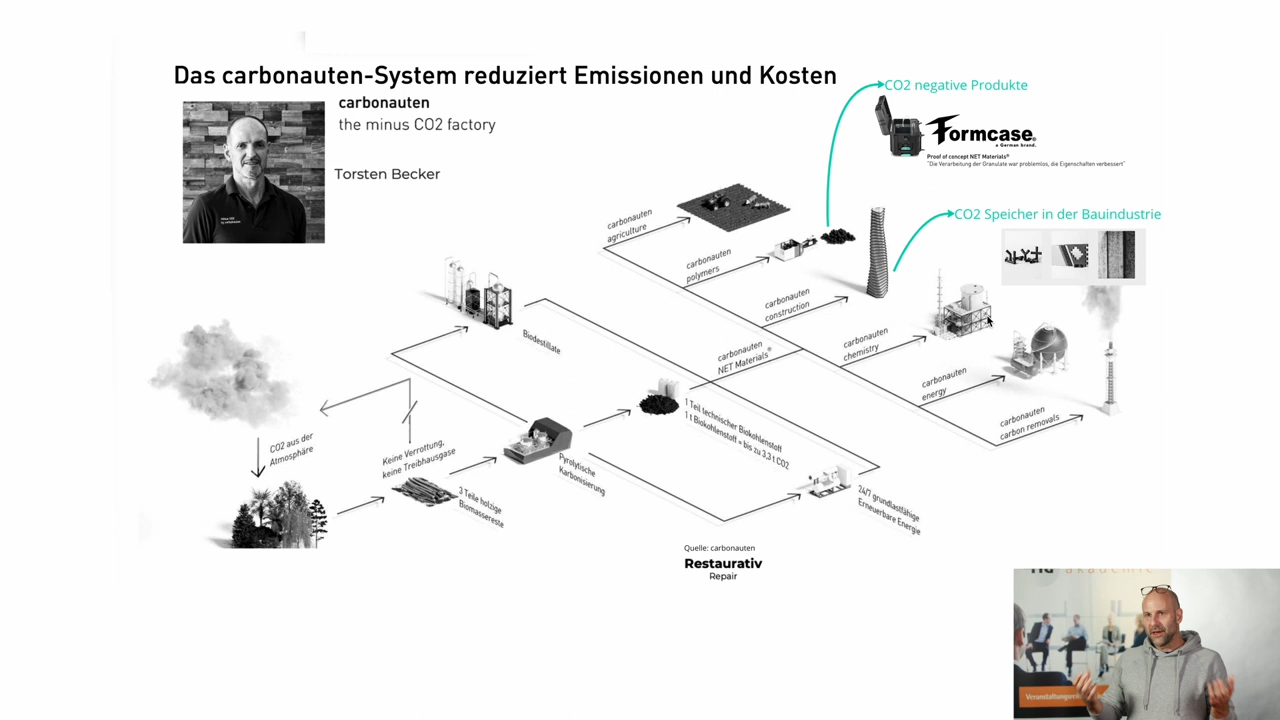 Das carbonauten-System reduziert Emissionen und Kosten
carbonauten
the minus CO2 factory
Torsten Becker
CO2 negative Produkte
Formcase®
a German brand.
Proof of concept NET Materials®
"Die Verarbeitung der Granulate war problemlos, die Eigenschaften verbessert"
CO2 Speicher in der Bauindustrie
carbonauten
agriculture
carbonauten
polymers
carbonauten
construction
carbonauten
chemistry
carbonauten
energy
carbonauten
carbon removals
carbonauten
NET Materials®
Biodestillate
CO2 aus der
Atmosphäre
Keine Verrottung,
keine Treibhausgase
3 Teile holzige
Biomassereste
Pyrolytische
Karbonisierung
1 Teil technischer Biokohlenstoff
1 t Biokohlenstoff = bis zu 3,3 t CO2
24/7 grundlastfähige
Erneuerbare Energie
Quelle: carbonauten
Restaurativ
Repair
akademie